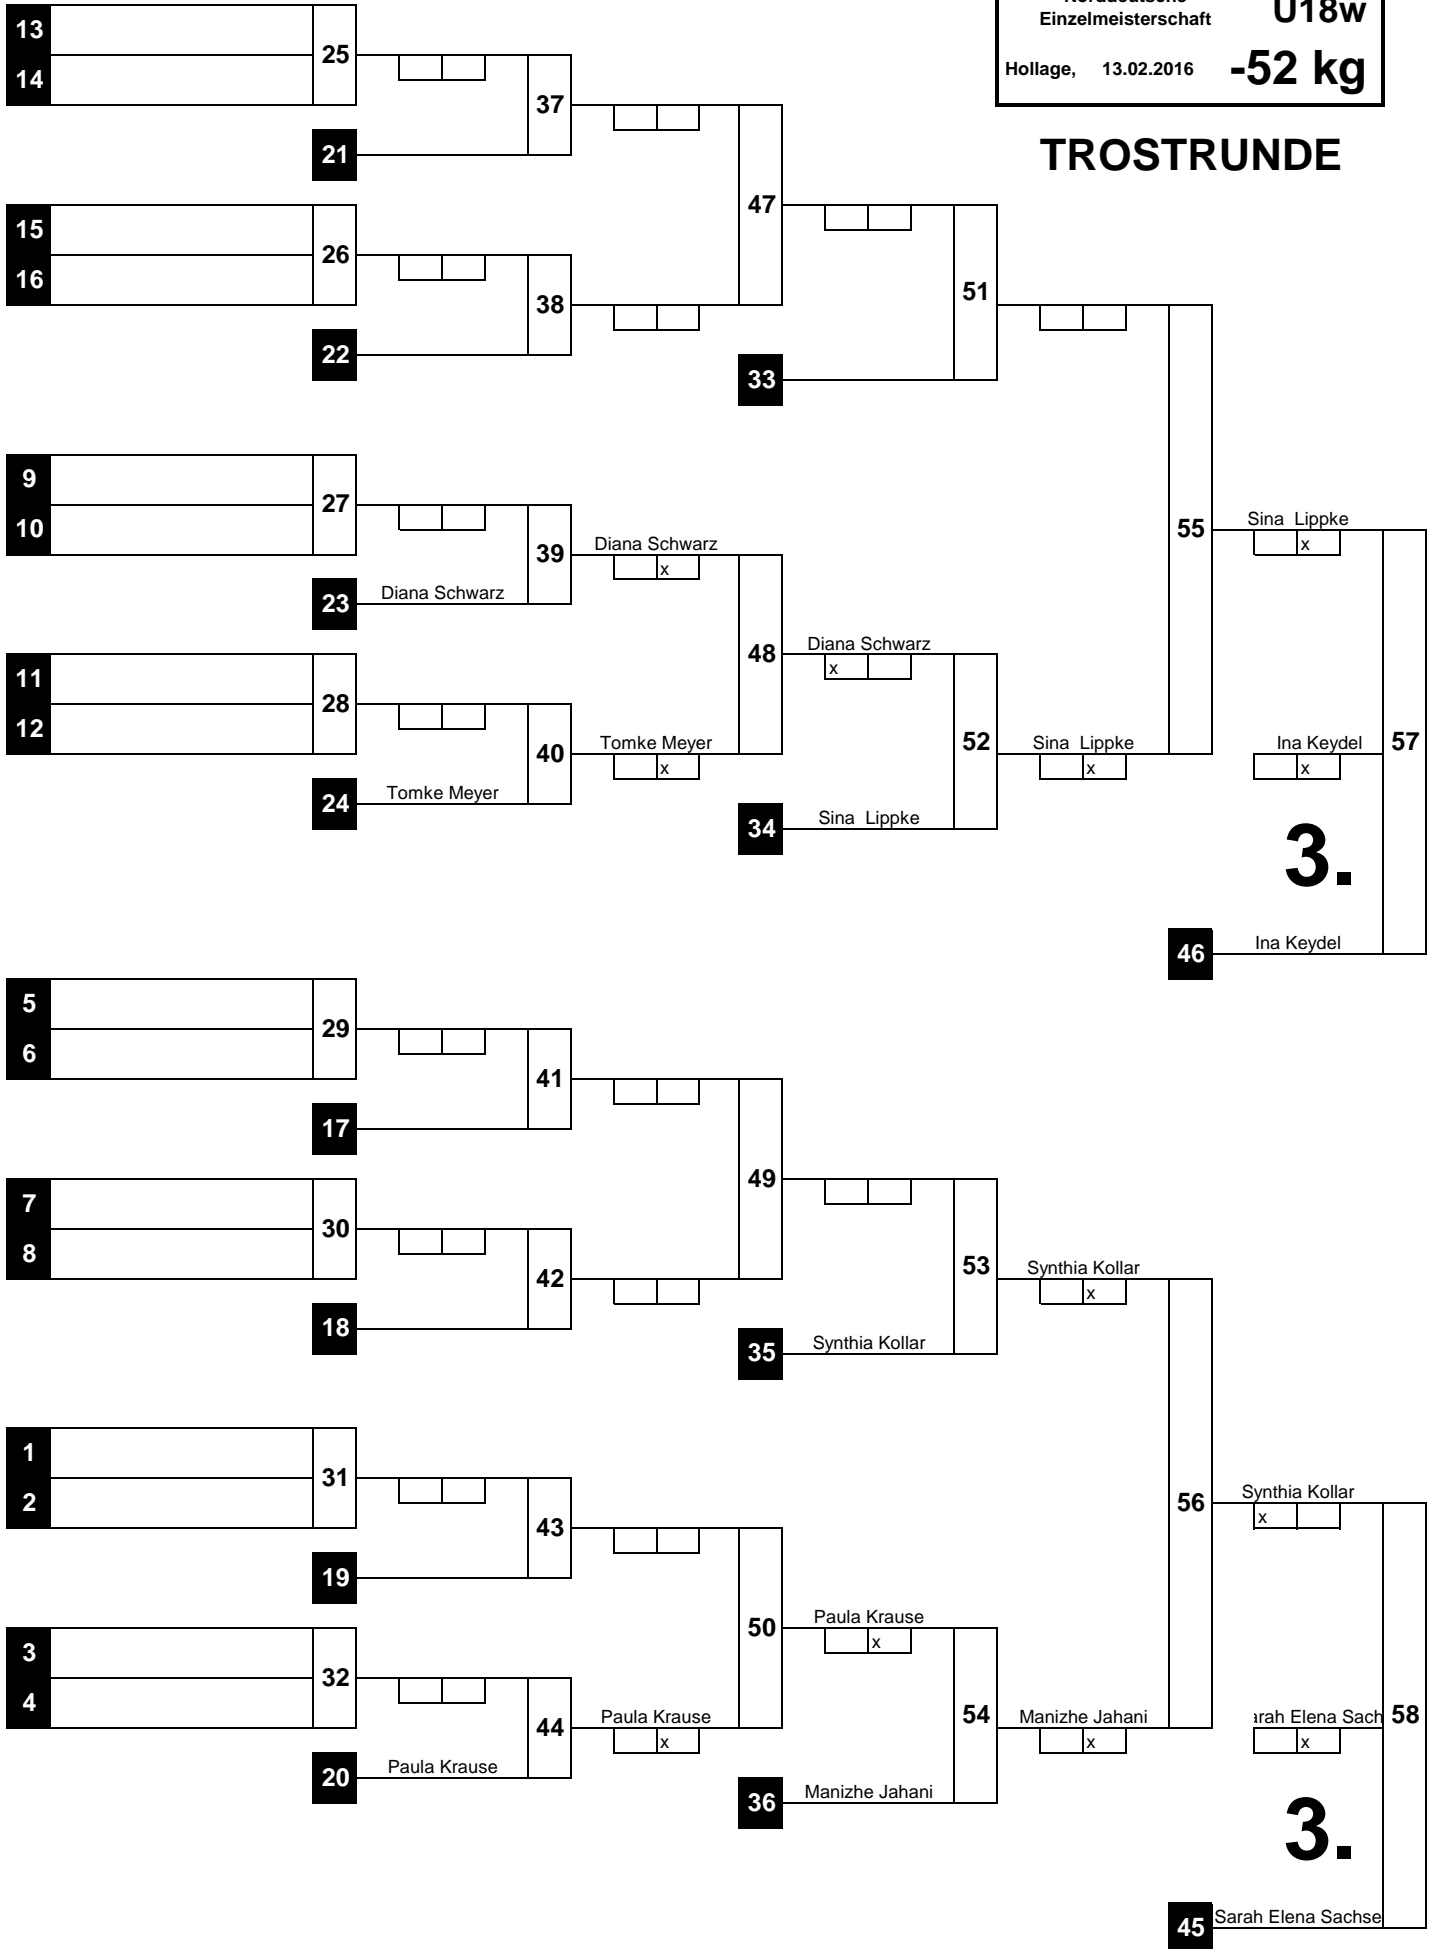 Norddeutsche
Einzelmeisterschaft U18w
Hollage, 13.02.2016 -52 kg
TROSTRUNDE
13
14
25
21
37
15
16
26
22
38
47
33
51
9
10
27
23 Diana Schwarz
39
Diana Schwarz
x
11
12
28
24 Tomke Meyer
40
Tomke Meyer
x
48
Diana Schwarz
x
34 Sina Lippke
52
Sina Lippke
x
55
Sina Lippke
x
Ina Keydel
x
57
3.
46 Ina Keydel
5
6
29
17
41
7
8
30
18
42
49
35 Synthia Kollar
53
Synthia Kollar
x
1
2
31
19
43
3
4
32
20 Paula Krause
44
Paula Krause
x
50
Paula Krause
x
36 Manizhe Jahani
54
Manizhe Jahani
x
56
Synthia Kollar
x
arah Elena Sach
x
58
3.
45 Sarah Elena Sachse